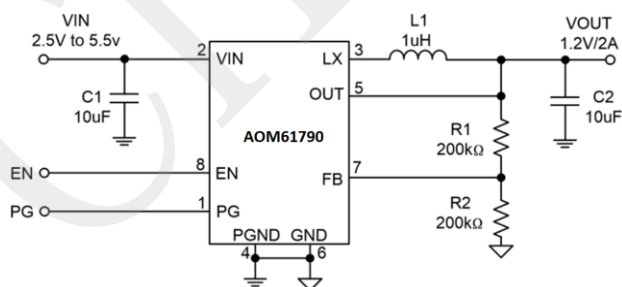 VIN
2.5V to 5.5v
L1
1uH
VOUT
1.2V/2A
2 VIN
LX 3
OUT 5
C1
10uF
AOM61790
C2
10uF
R1
200kΩ
EN
8 EN
FB 7
PG
1 PG
R2
200kΩ
PGND GND
4 6